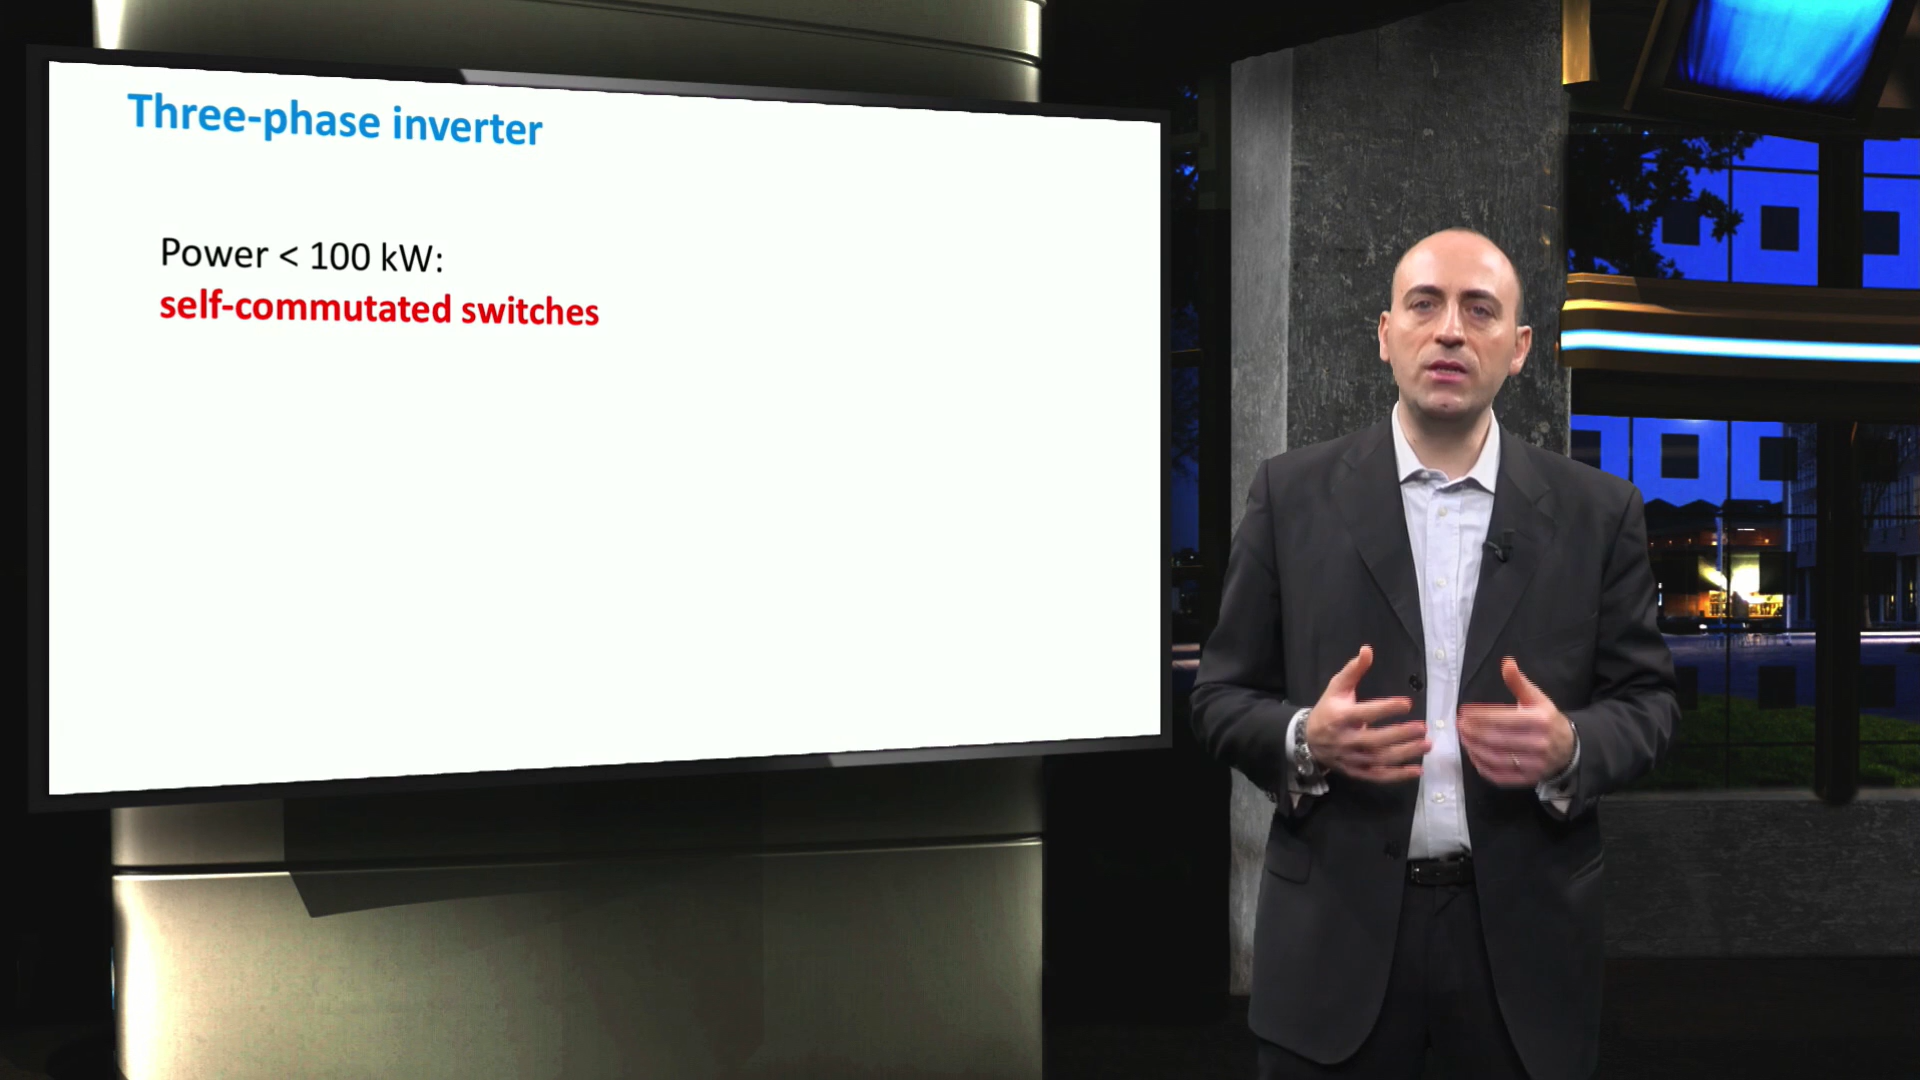 Three-phase inverter
Power < 100 kW:
self-commutated switches